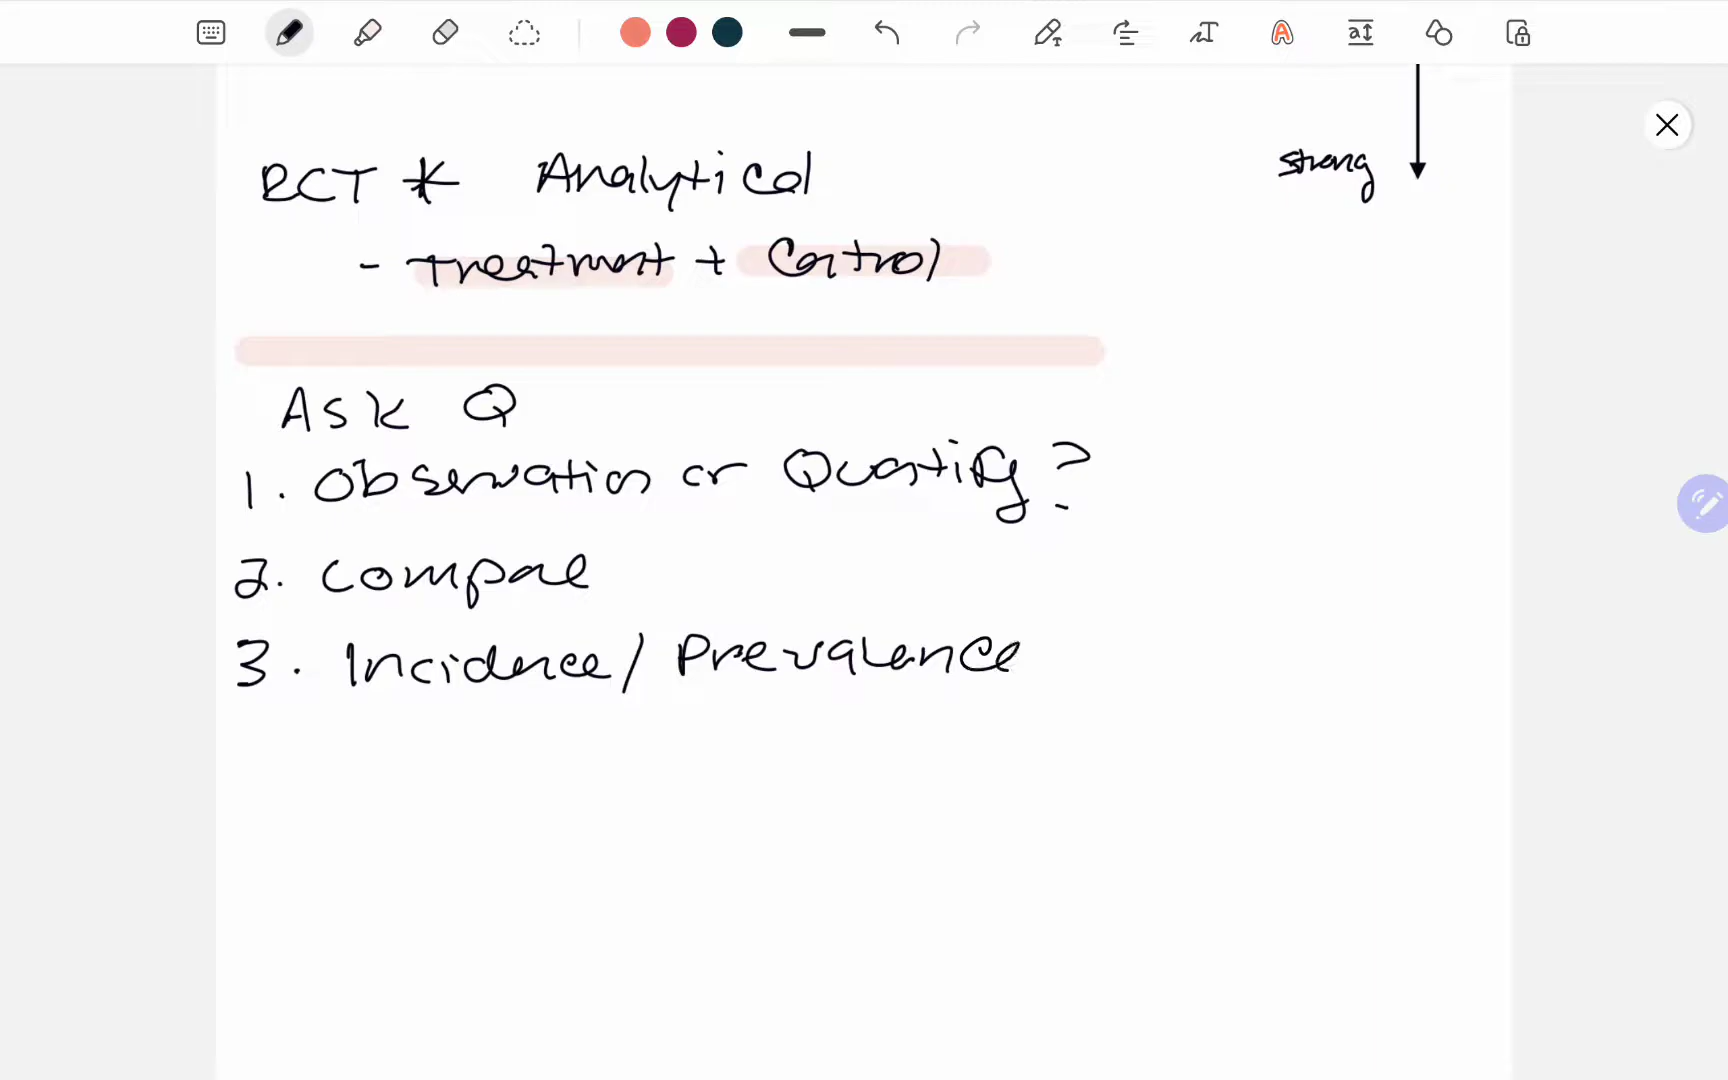 strong
RCT * Analytical
- Treatment + Control
Ask Q
1. Observation or Quantify?
2. Compare
3. Incidence / Prevalence